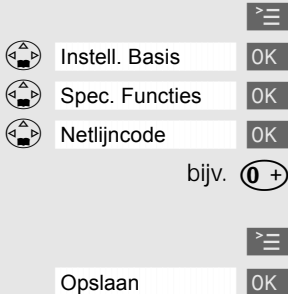 Instell. Basis OK
Spec. Functies OK
Netlijncode OK
bijv. 0 +
Opslaan OK